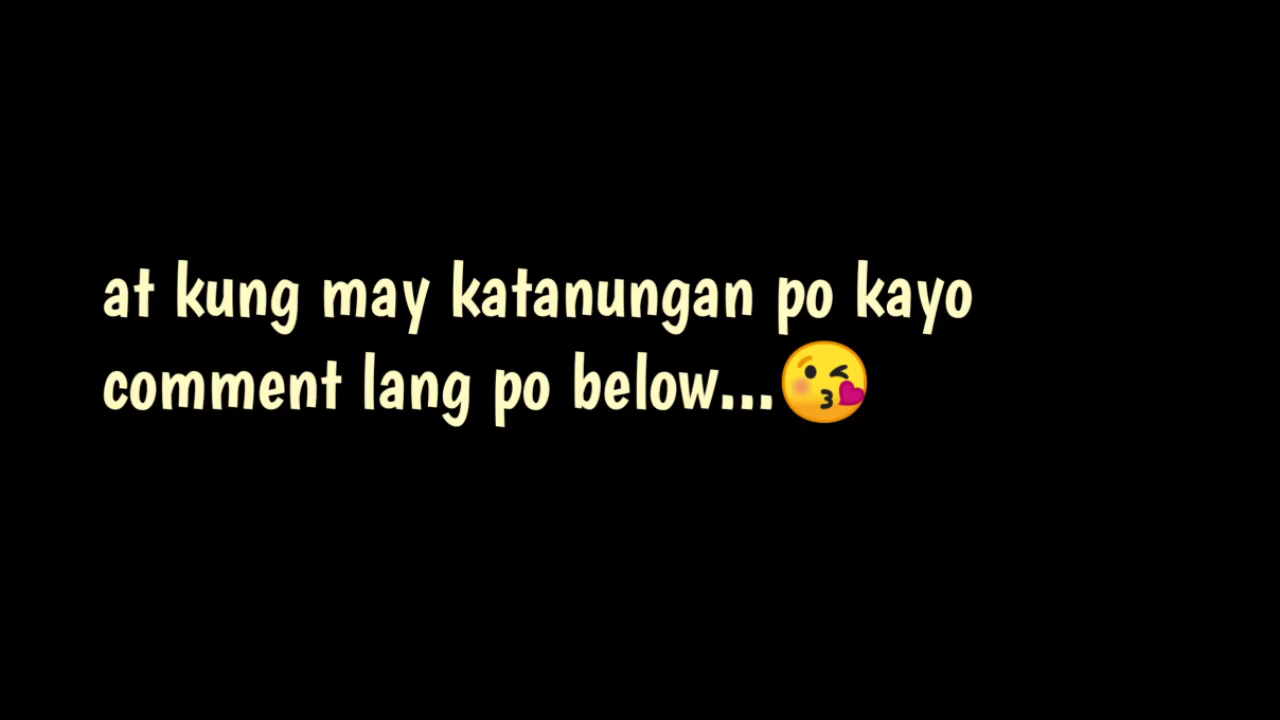 at kung may katanungan po kayo
comment lang po below...😘